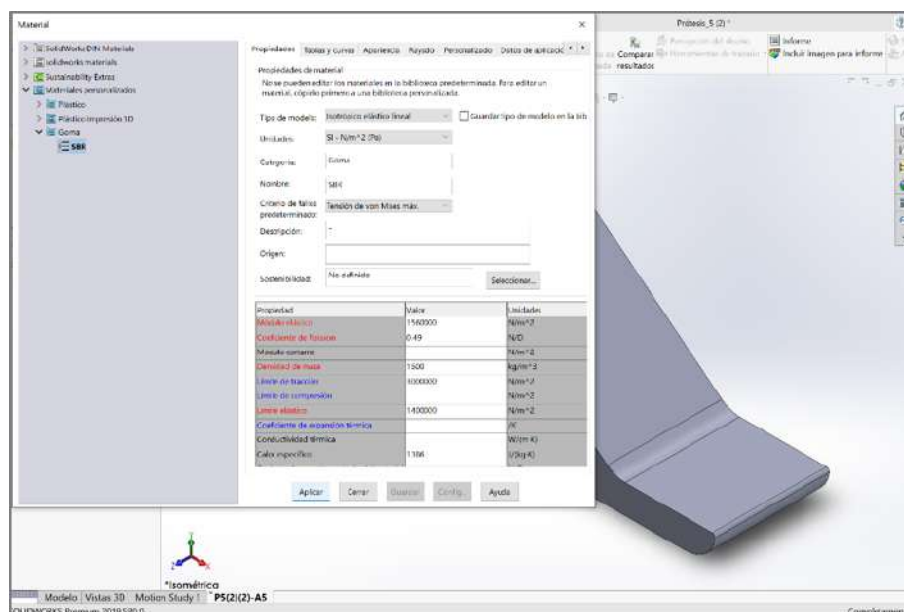 Material
Prótesis_5 (2) *
SolidWorks DIN Materials
solidworks materials
Sustainability Extras
Materiales personalizados
Plástico
Plástico impresión 3D
Goma
SBR
Propiedades Tablas y curvas Apariencia Rayado Personalizado Datos de aplicació
Propiedades de material
No se pueden editar los materiales en la biblioteca predeterminada. Para editar un
material, cópielo primero a una biblioteca personalizada.
Tipo de modelo: Isotrópico elástico lineal Guardar tipo de modelo en la bib
Unidades: SI - N/m^2 (Pa)
Categoría: Goma
Nombre: SBR
Criterio de fallos
predeterminado: Tensión de von Mises máx.
Descripción: -
Origen:
Sostenibilidad: No definido Seleccionar...
Propiedad Valor Unidades
Módulo elástico 1560000 N/m^2
Coeficiente de Poisson 0.49 N/D
Módulo cortante N/m^2
Densidad de masa 1500 kg/m^3
Límite de tracción 3000000 N/m^2
Límite de compresión N/m^2
Límite elástico 1400000 N/m^2
Coeficiente de expansión térmica /K
Conductividad térmica W/(m·K)
Calor específico 1386 J/(kg·K)
Aplicar Cerrar Guardar Config... Ayuda
Comparar
resultados
Informe
Incluir imagen para informe
*Isométrica
Modelo Vistas 3D Motion Study 1 P5(2)(2)-A5
SOLIDWORKS Premium 2019 SP0.0